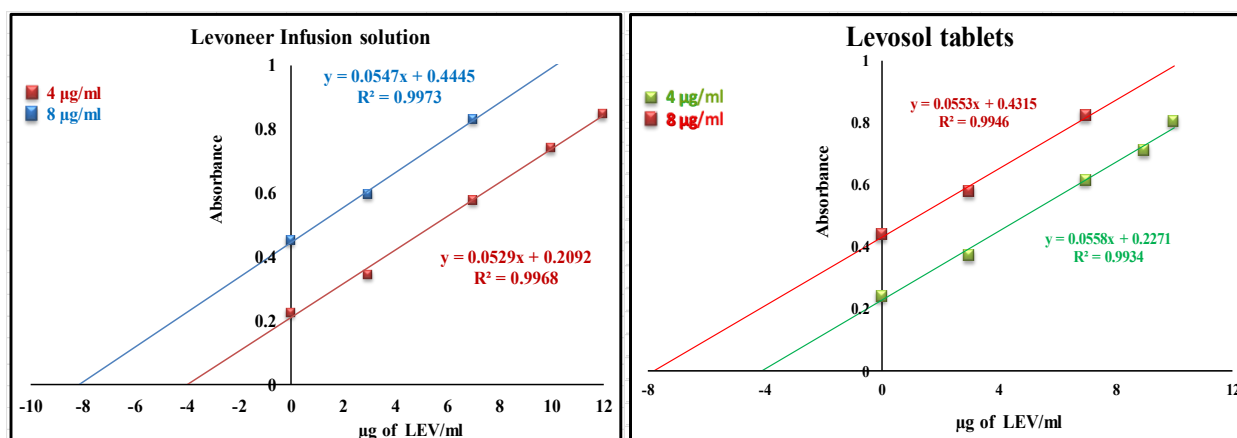 Levoneer Infusion solution
4 µg/ml
8 µg/ml
y = 0.0547x + 0.4445
R² = 0.9973
y = 0.0529x + 0.2092
R² = 0.9968
Absorbance
1
0.8
0.6
0.4
0.2
0
-10 -8 -6 -4 -2 0 2 4 6 8 10 12
µg of LEV/ml
Levosol tablets
4 µg/ml
8 µg/ml
y = 0.0553x + 0.4315
R² = 0.9946
y = 0.0558x + 0.2271
R² = 0.9934
Absorbance
1
0.8
0.6
0.4
0.2
0
-8 -4 0 4 8 12
µg of LEV/ml